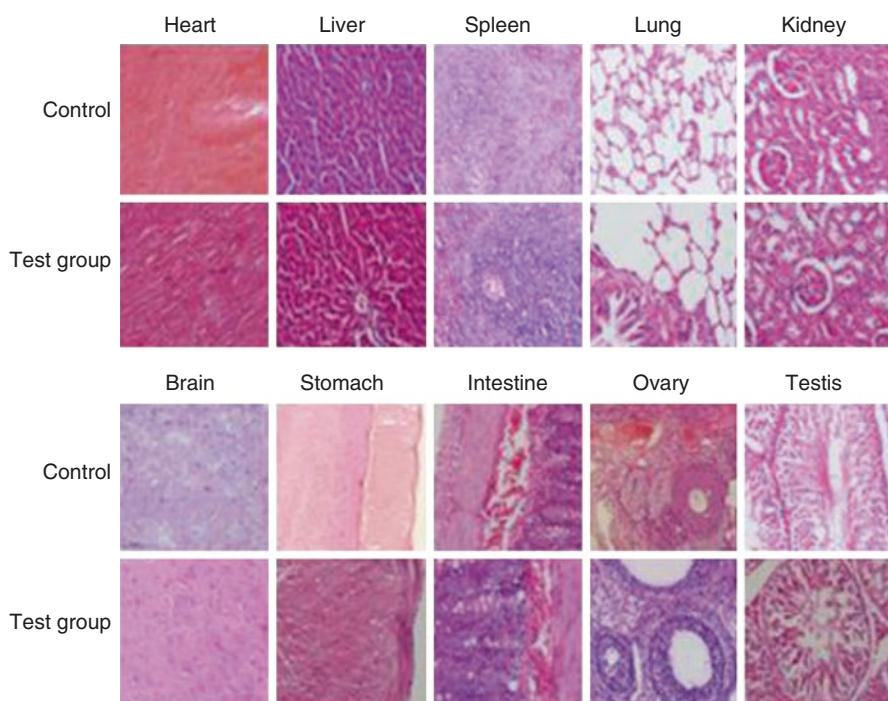 Heart Liver Spleen Lung Kidney
Control
Test group
Brain Stomach Intestine Ovary Testis
Control
Test group